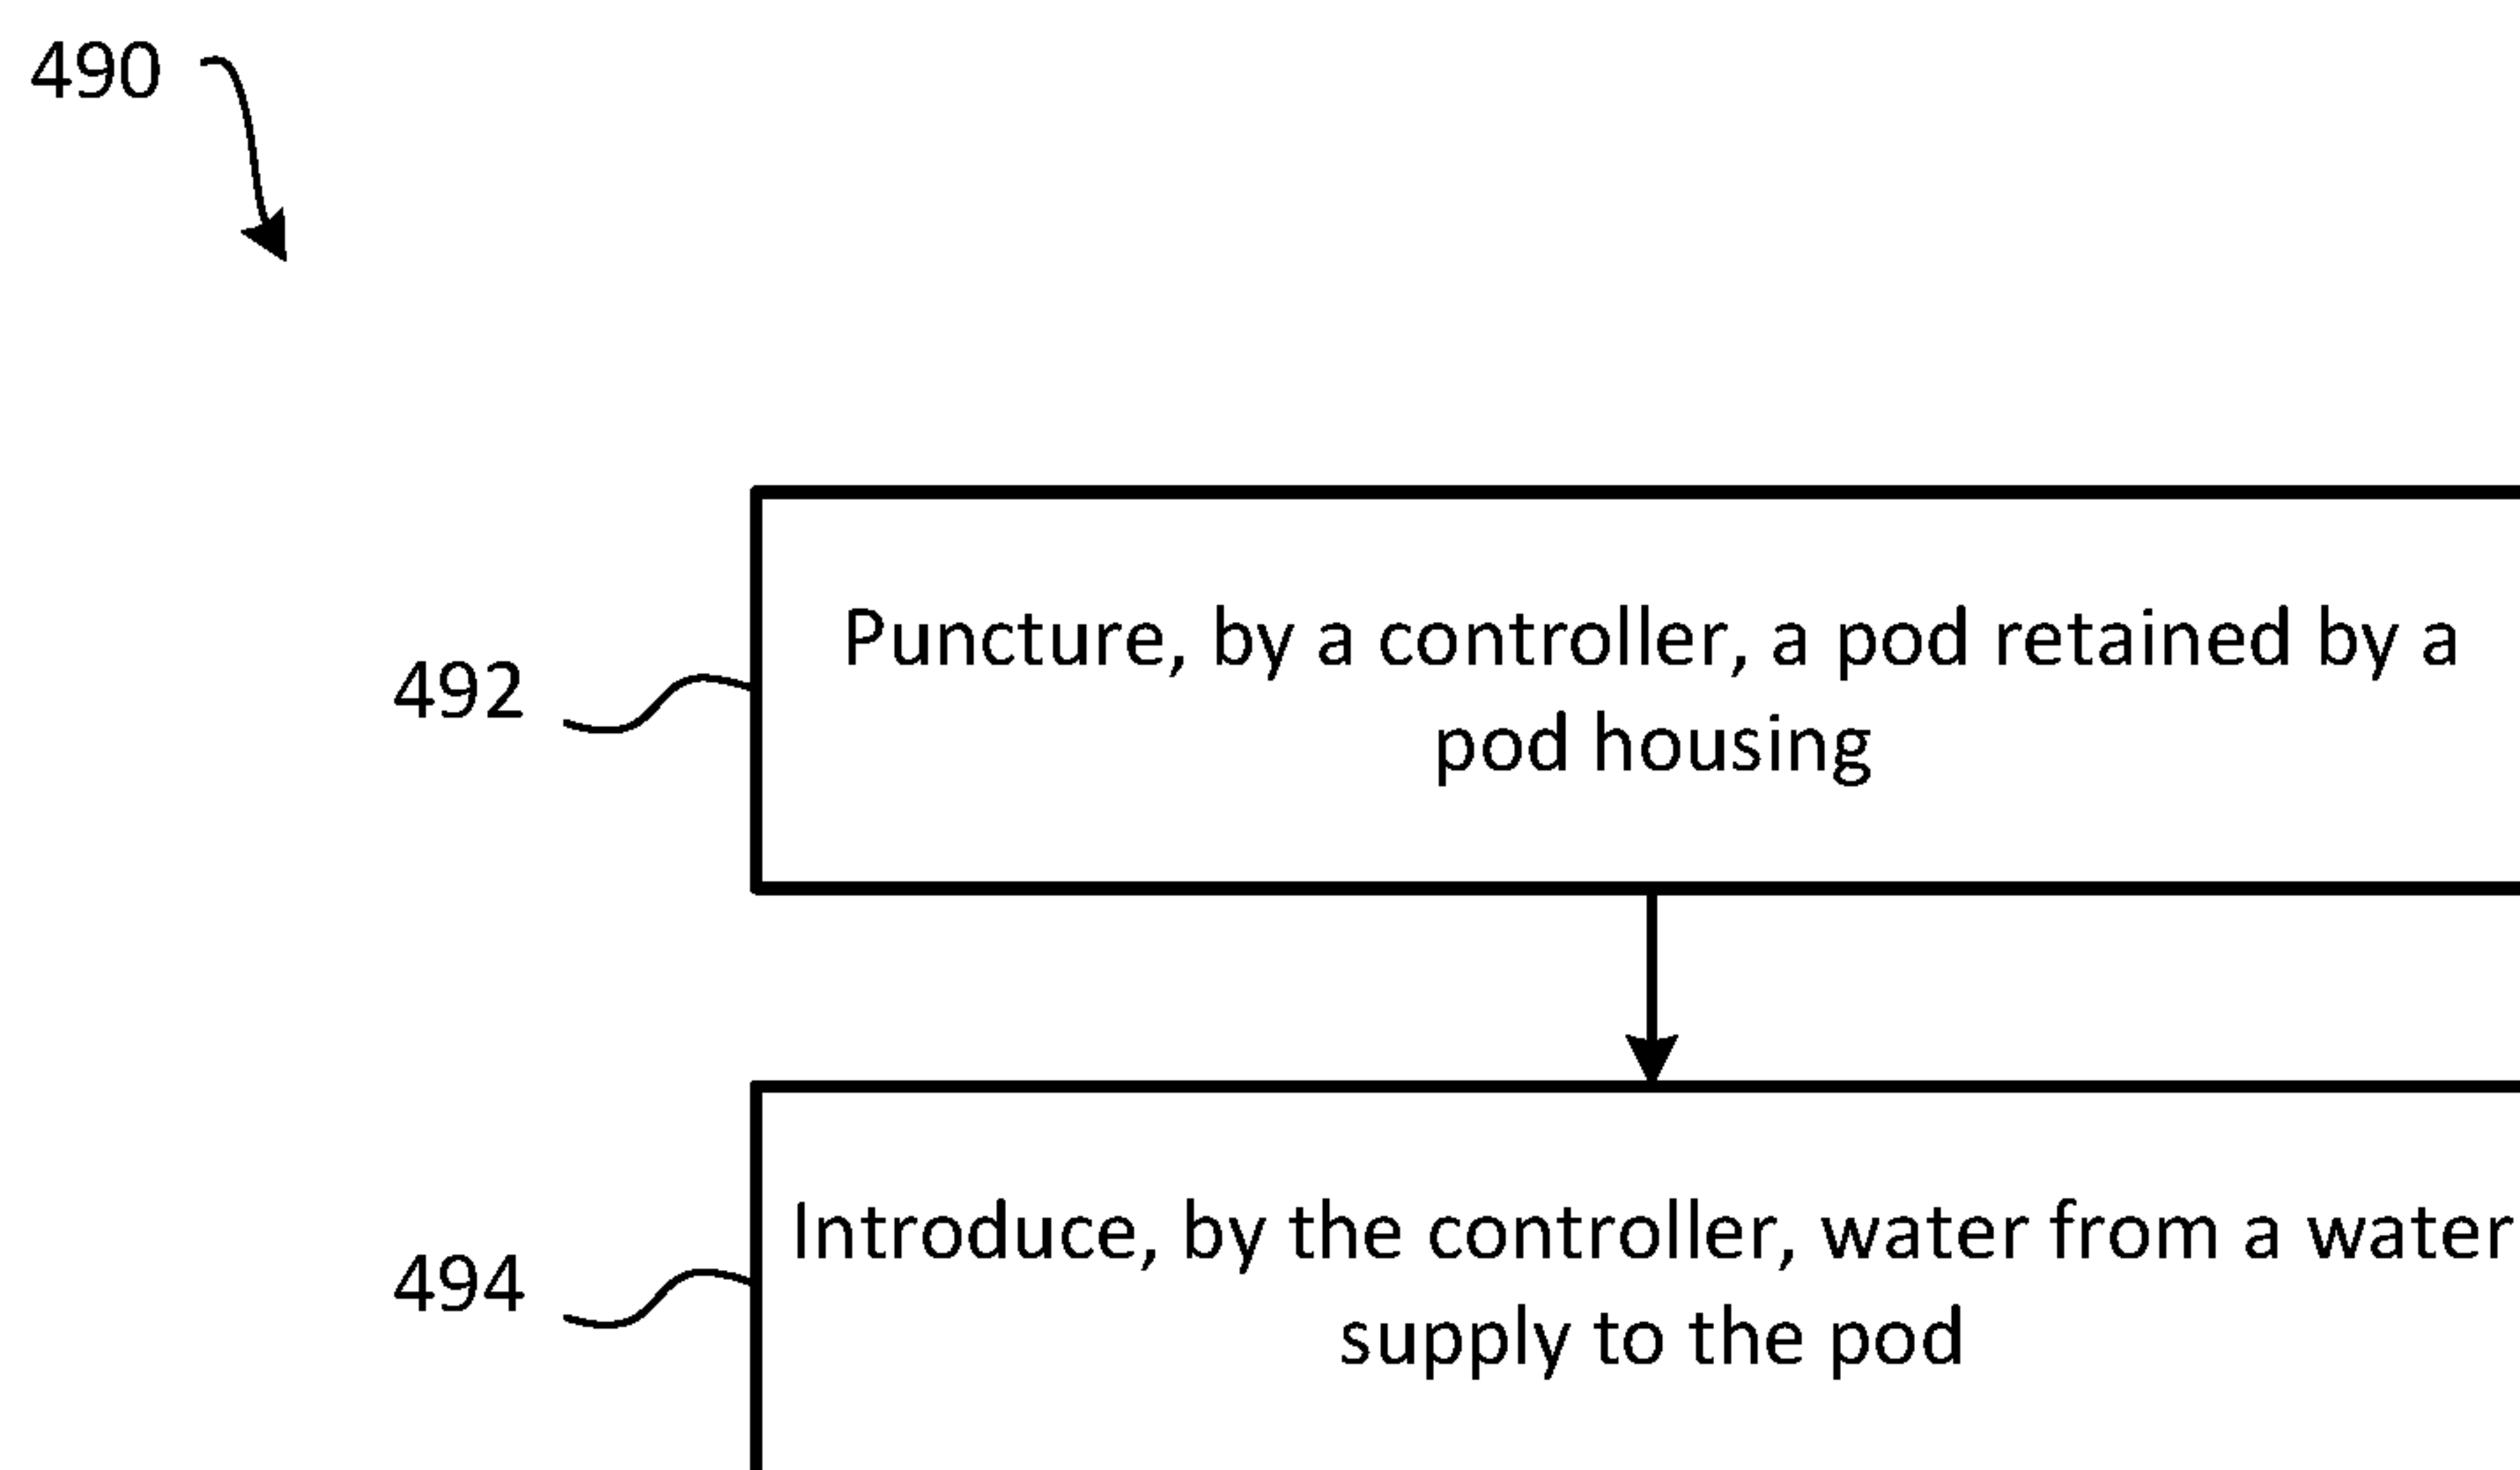 490
492
Puncture, by a controller, a pod retained by a
pod housing
494
Introduce, by the controller, water from a water
supply to the pod